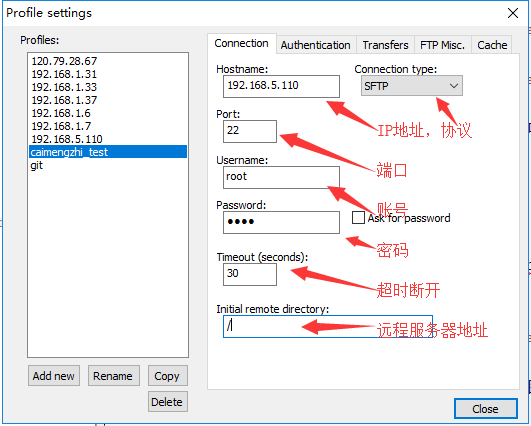 Profile settings
Profiles:
120.79.28.67
192.168.1.31
192.168.1.33
192.168.1.37
192.168.1.6
192.168.1.7
192.168.5.110
caimengzhi_test
git
Add new
Rename
Copy
Delete
Connection
Authentication
Transfers
FTP Misc.
Cache
Hostname:
Connection type:
192.168.5.110
SFTP
IP地址，协议
Port:
22
端口
Username:
root
账号
Password:
●●●●
Ask for password
密码
Timeout (seconds):
30
超时断开
Initial remote directory:
/
远程服务器地址
Close